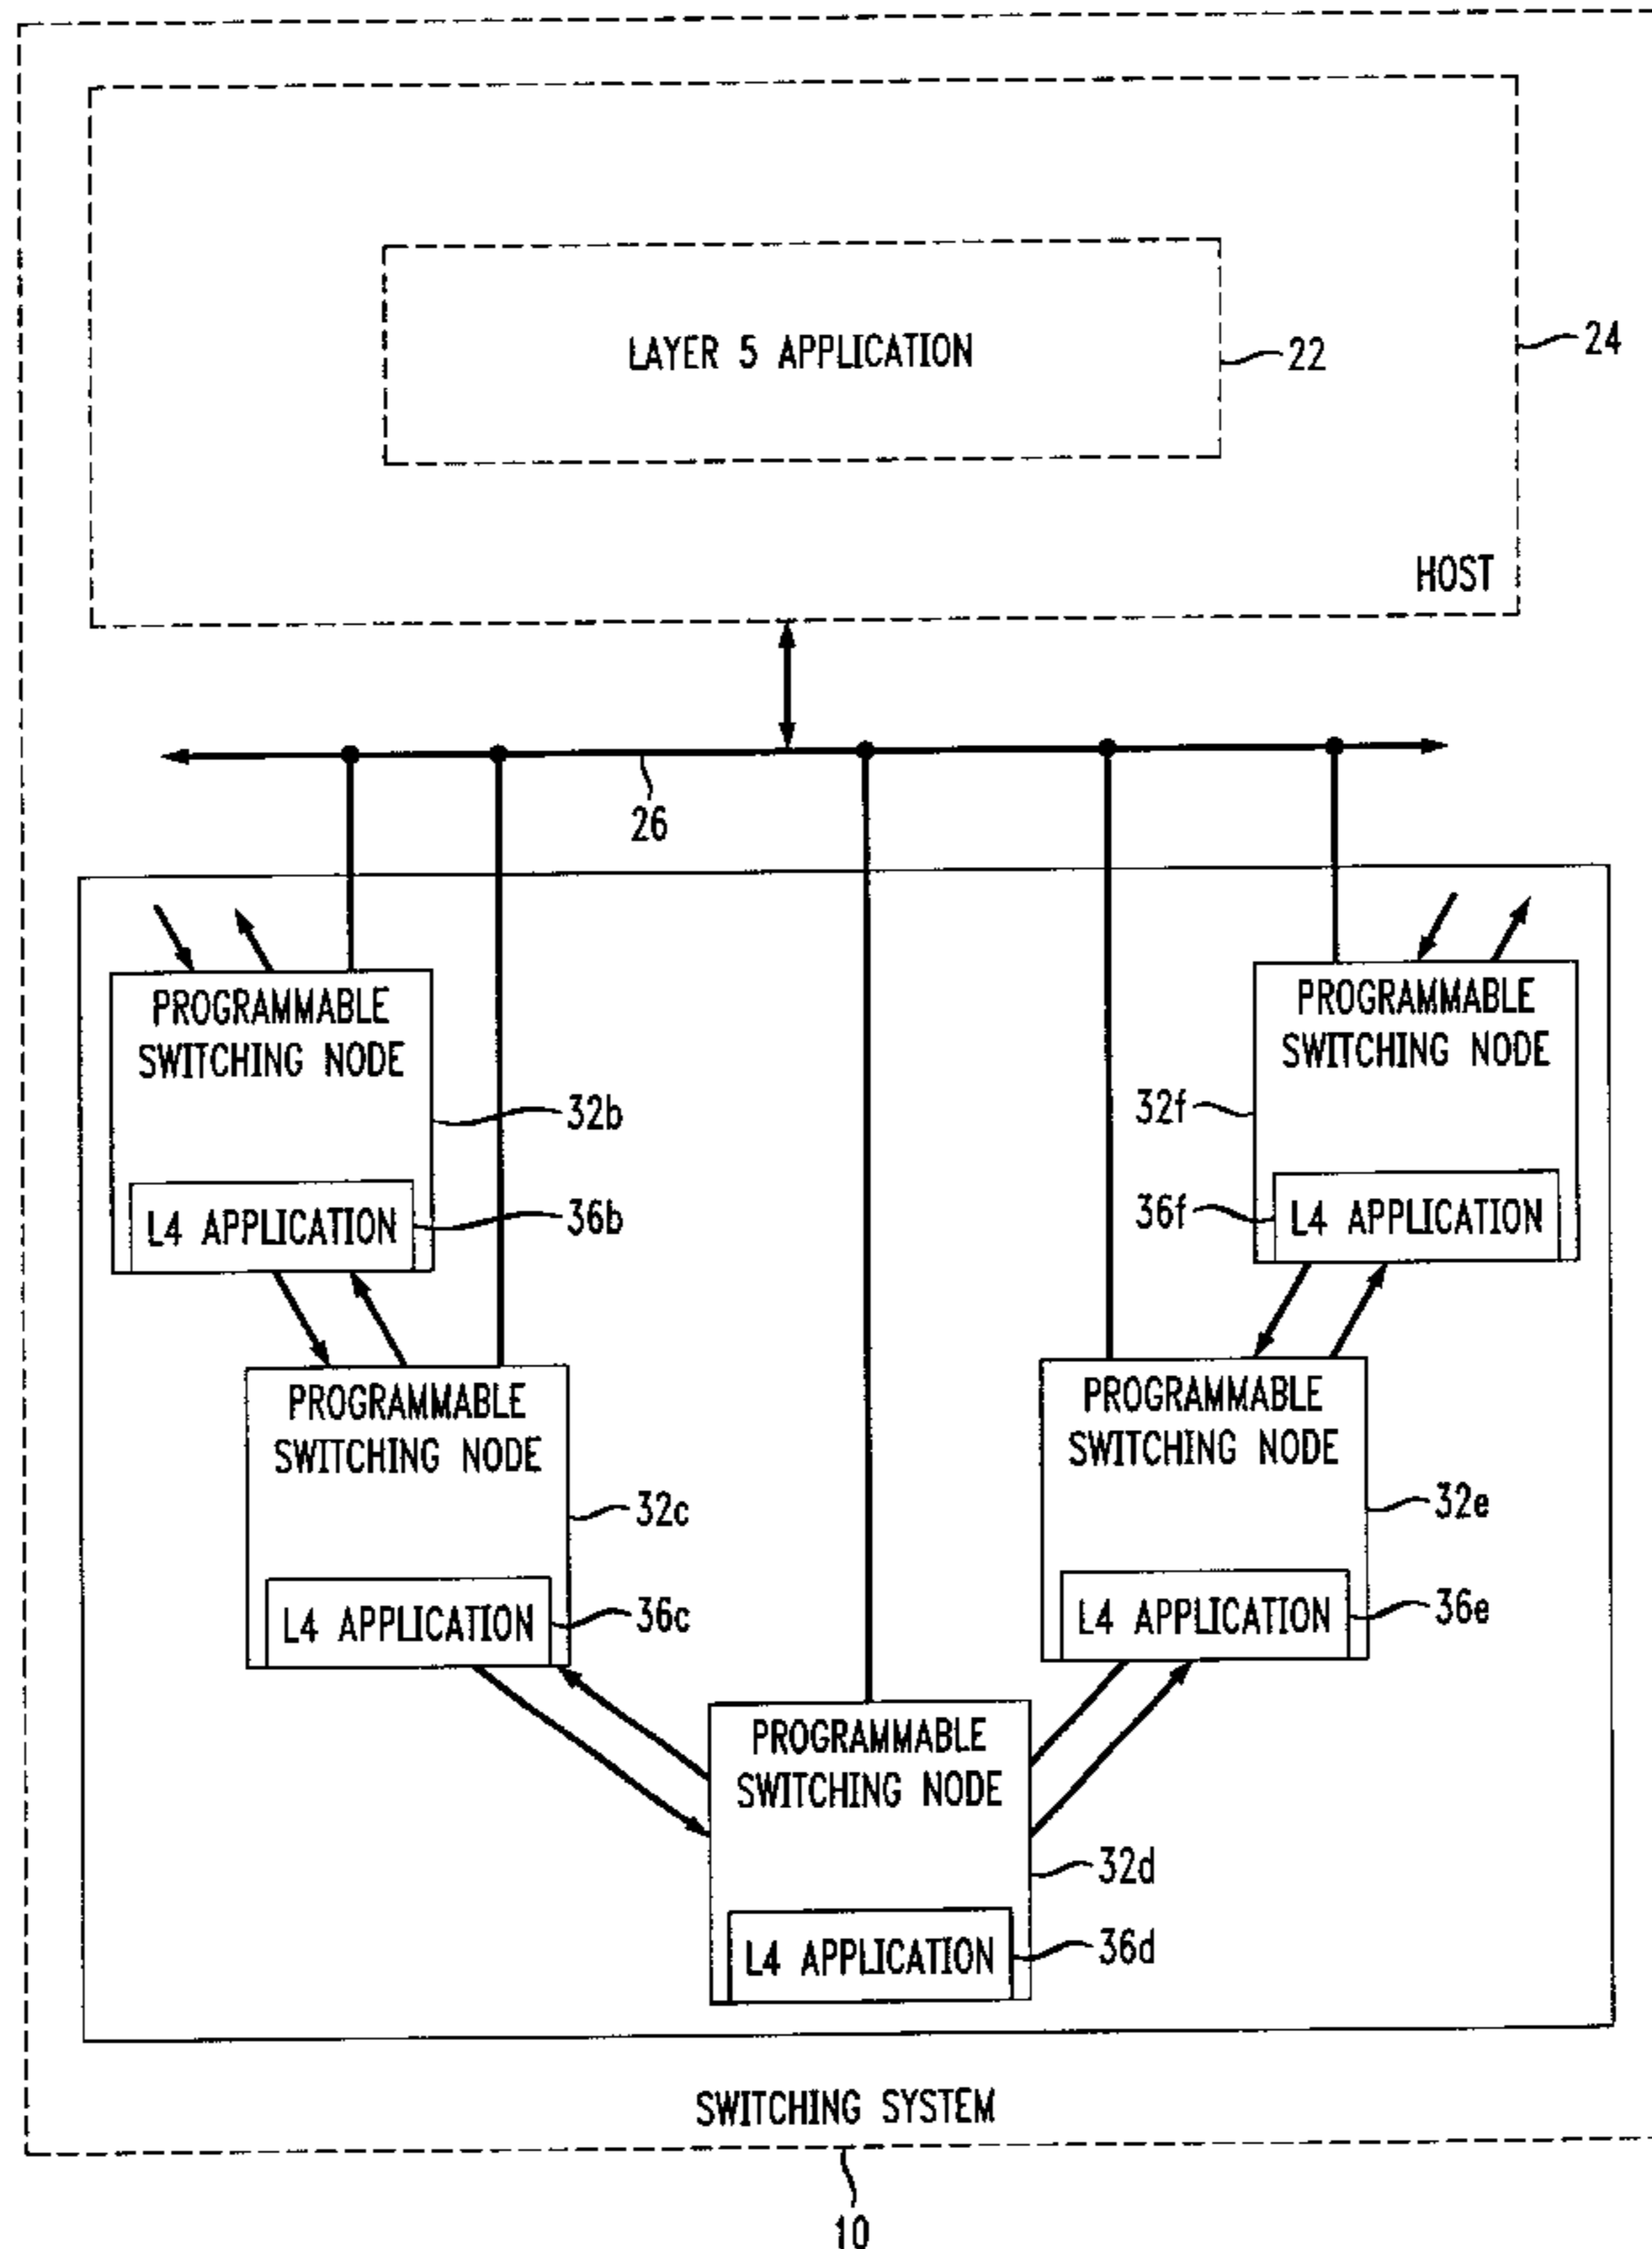 LAYER 5 APPLICATION
22
24
HOST
26
PROGRAMMABLE
SWITCHING NODE
32b
L4 APPLICATION
36b
PROGRAMMABLE
SWITCHING NODE
32f
L4 APPLICATION
36f
PROGRAMMABLE
SWITCHING NODE
32c
L4 APPLICATION
36c
PROGRAMMABLE
SWITCHING NODE
32e
L4 APPLICATION
36e
PROGRAMMABLE
SWITCHING NODE
32d
L4 APPLICATION
36d
SWITCHING SYSTEM
10